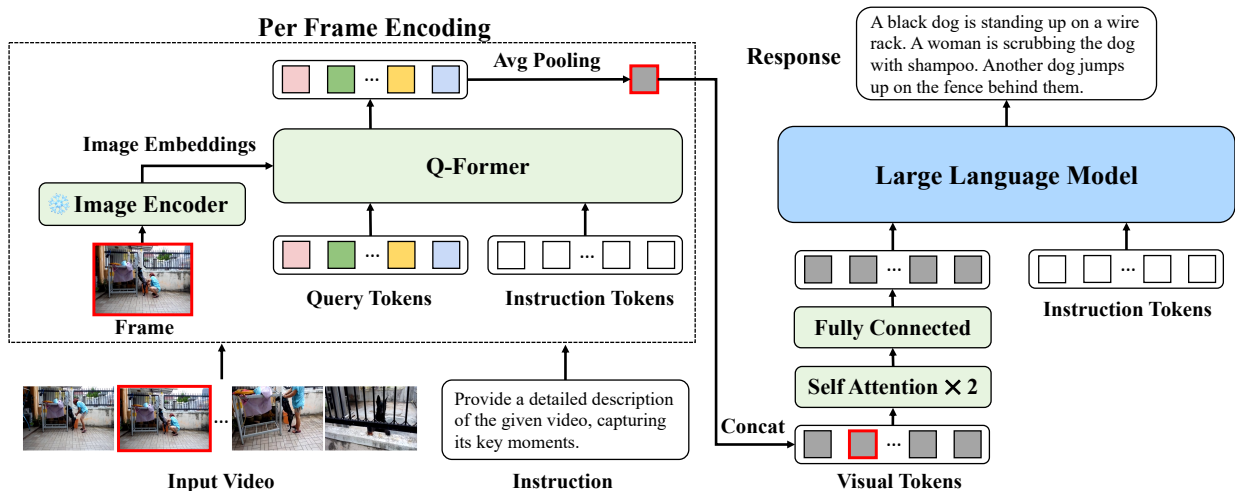 Per Frame Encoding
Avg Pooling
Image Embeddings
Q-Former
Image Encoder
Query Tokens
Instruction Tokens
Frame
...
Provide a detailed description
of the given video, capturing
its key moments.
Input Video
Instruction
Response
A black dog is standing up on a wire
rack. A woman is scrubbing the dog
with shampoo. Another dog jumps
up on the fence behind them.
Large Language Model
Instruction Tokens
Fully Connected
Self Attention × 2
Concat
Visual Tokens